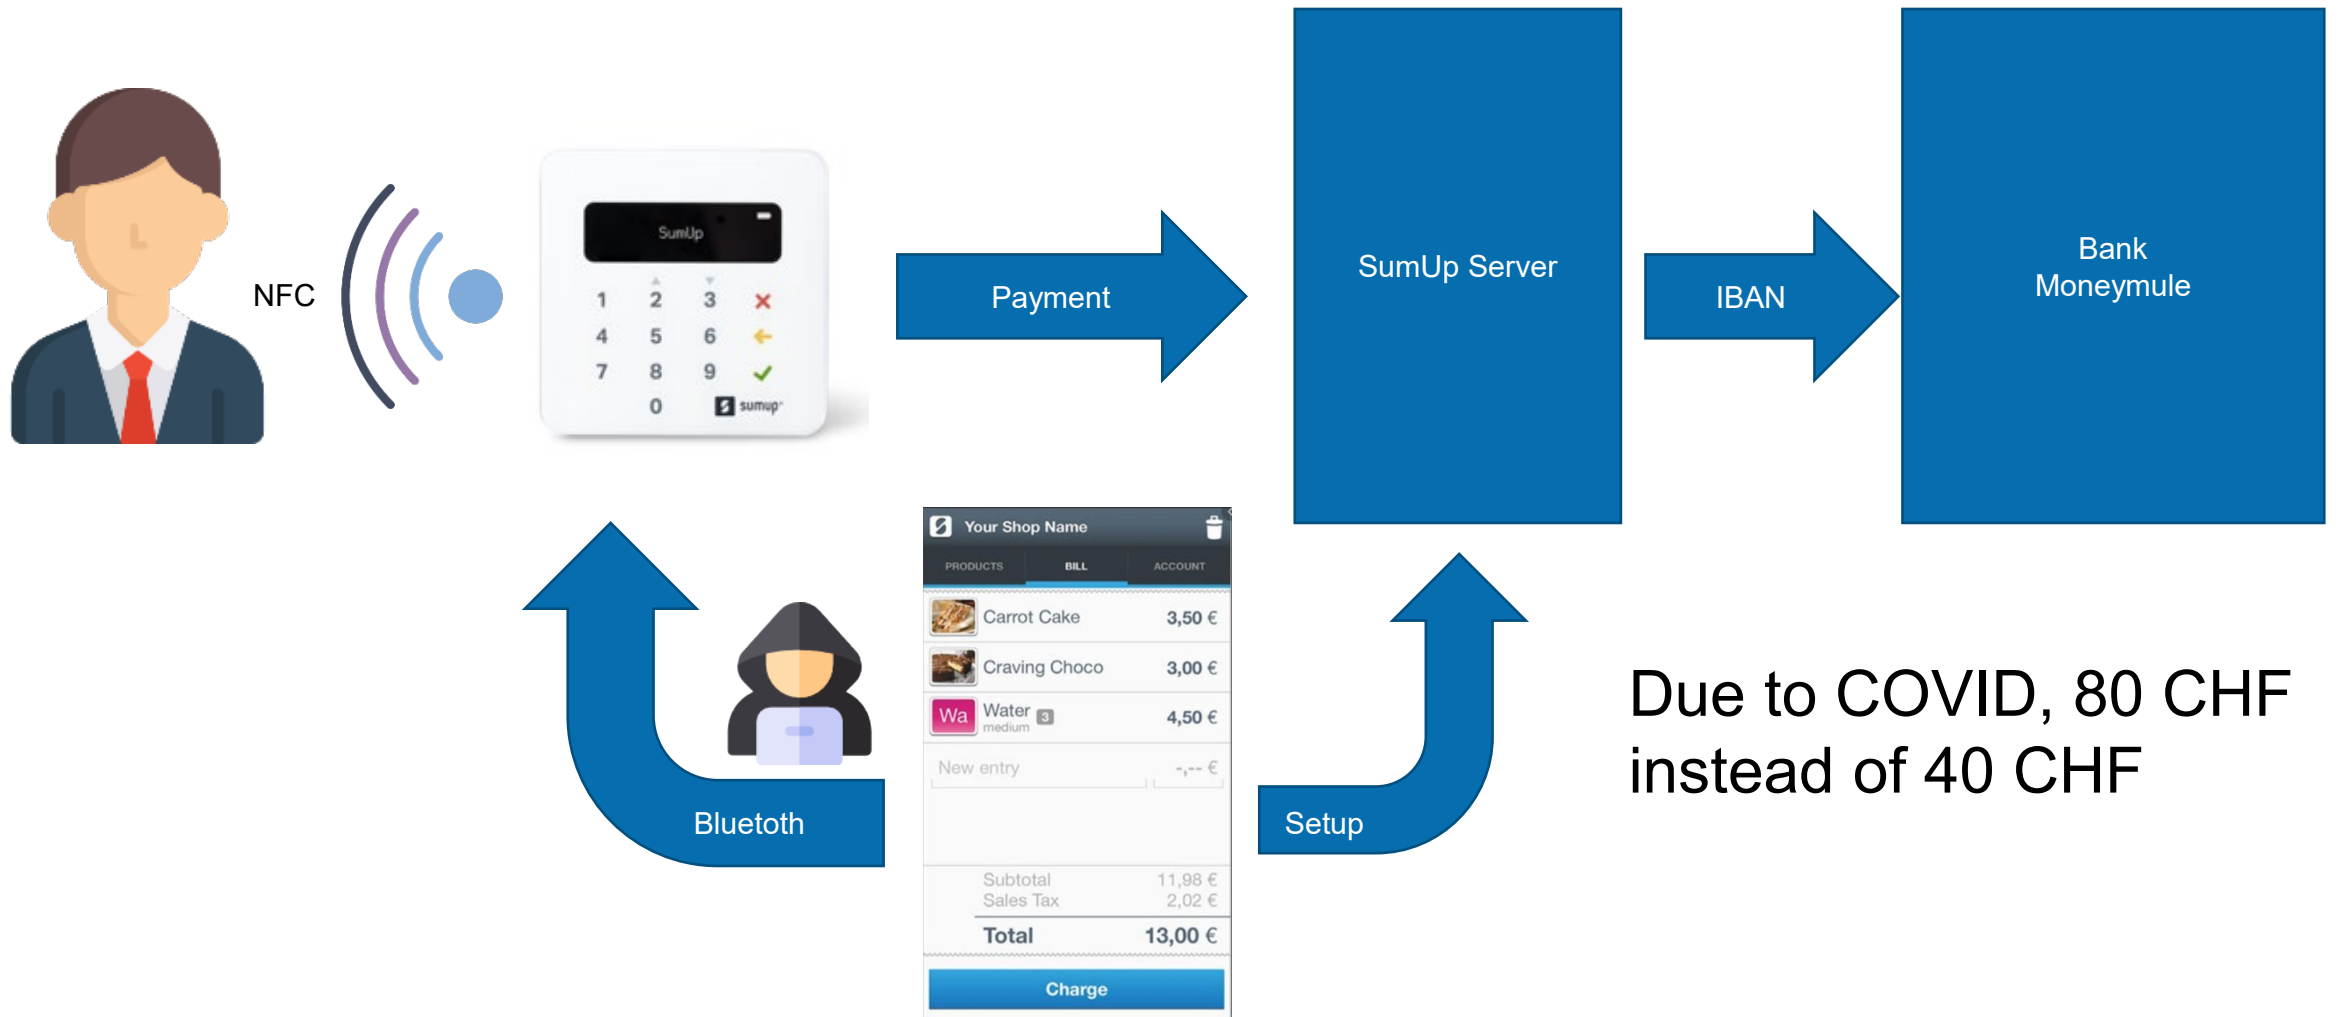 NFC
SumUp
1 2 3
4 5 6
7 8 9
0 sumup
Payment
SumUp Server
IBAN
Bank
Moneymule
Bluetoth
Your Shop Name
PRODUCTS BILL ACCOUNT
Carrot Cake 3,50 €
Craving Choco 3,00 €
Wa Water 3 4,50 €
medium
New entry -,-- €
Subtotal 11,98 €
Sales Tax 2,02 €
Total 13,00 €
Charge
Setup
Due to COVID, 80 CHF
instead of 40 CHF